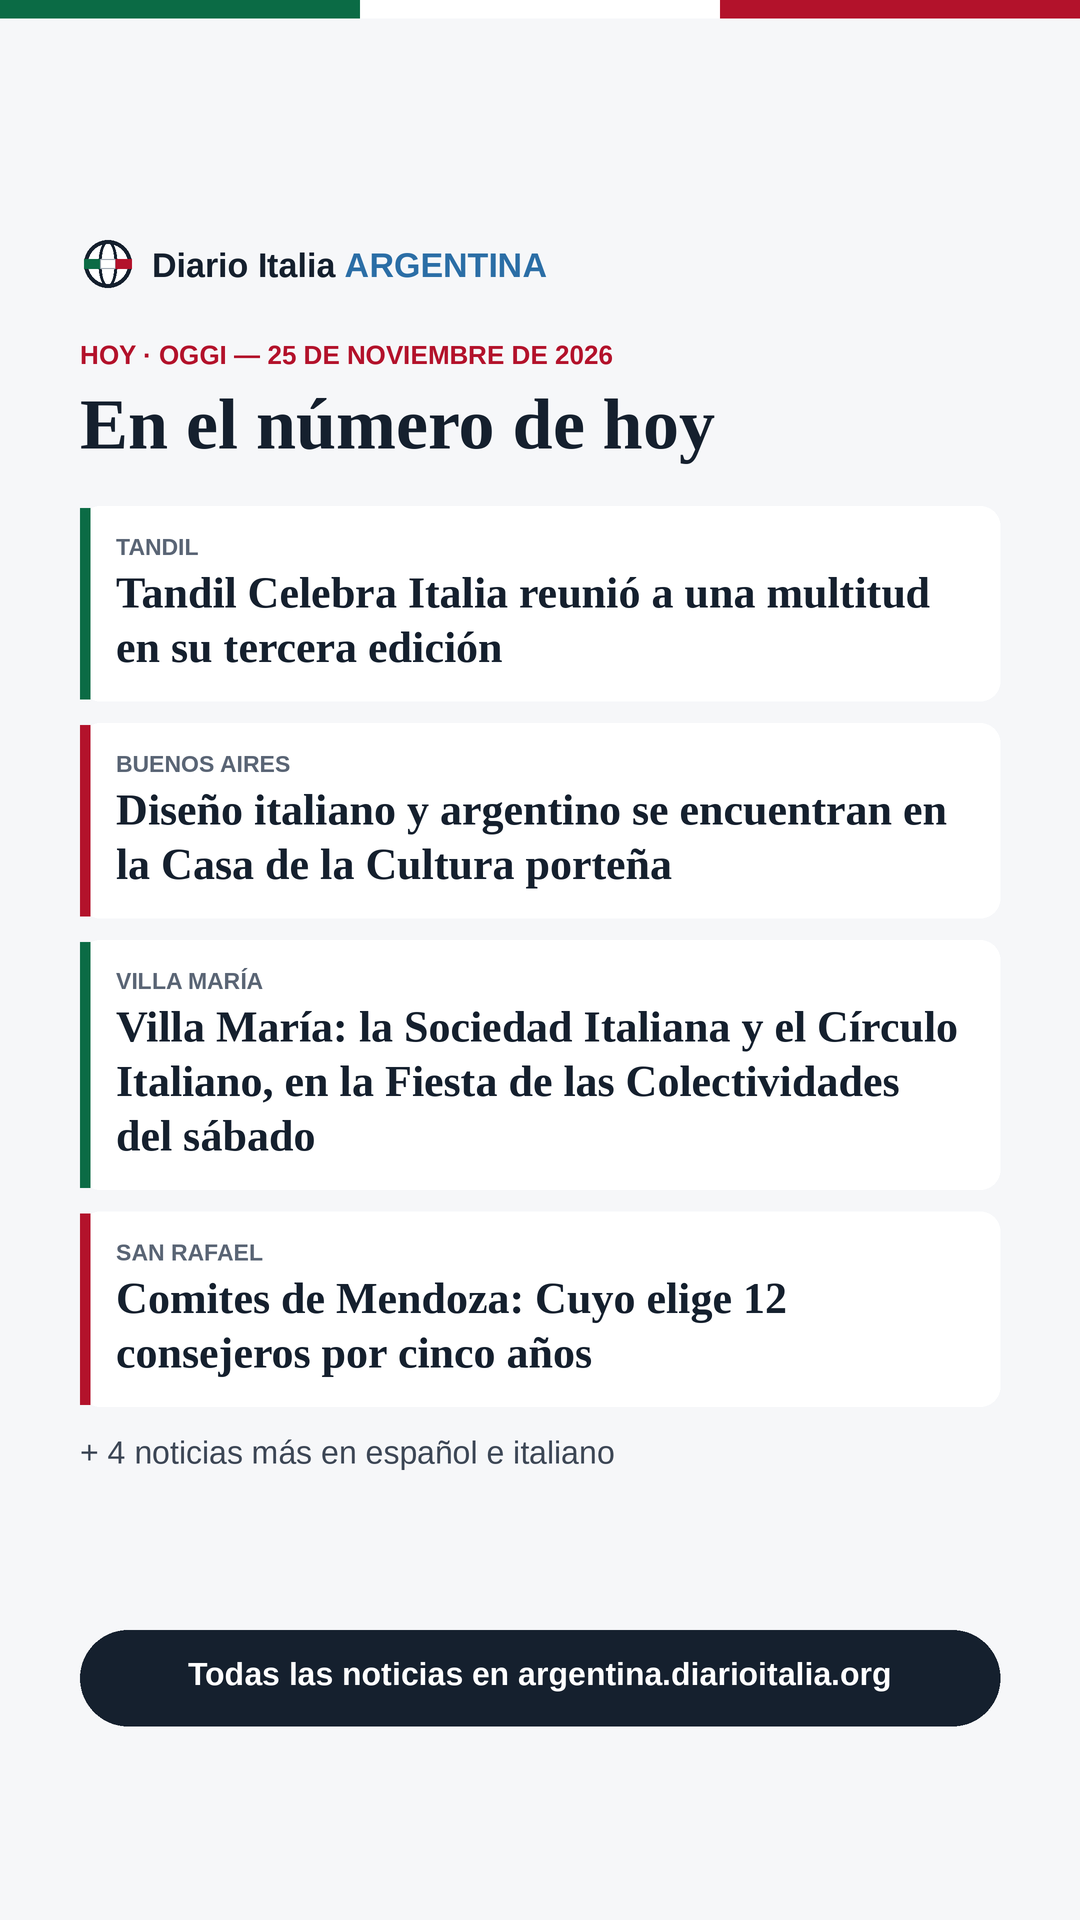 Diario Italia ARGENTINA
HOY · OGGI — 25 DE NOVIEMBRE DE 2026
En el número de hoy
TANDIL
Tandil Celebra Italia reunió a una multitud
en su tercera edición
BUENOS AIRES
Diseño italiano y argentino se encuentran en
la Casa de la Cultura porteña
VILLA MARÍA
Villa María: la Sociedad Italiana y el Círculo
Italiano, en la Fiesta de las Colectividades
del sábado
SAN RAFAEL
Comites de Mendoza: Cuyo elige 12
consejeros por cinco años
+ 4 noticias más en español e italiano
Todas las noticias en argentina.diarioitalia.org